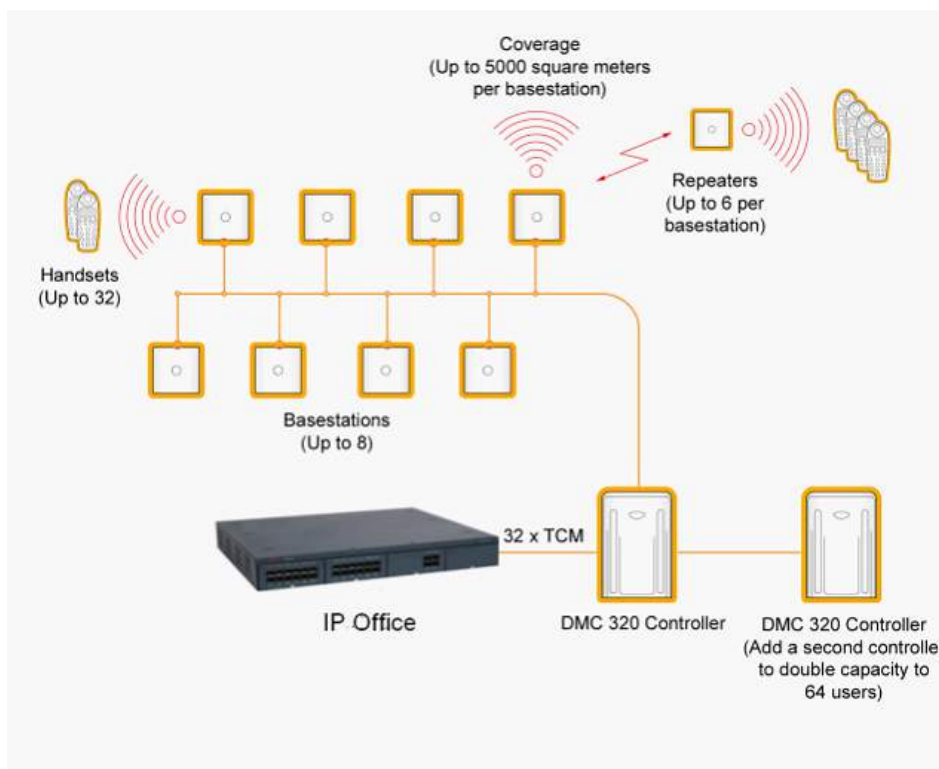 Coverage
(Up to 5000 square meters
per basestation)
Repeaters
(Up to 6 per
basestation)
Handsets
(Up to 32)
Basestations
(Up to 8)
32 x TCM
IP Office
DMC 320 Controller
DMC 320 Controller
(Add a second controlle
to double capacity to
64 users)